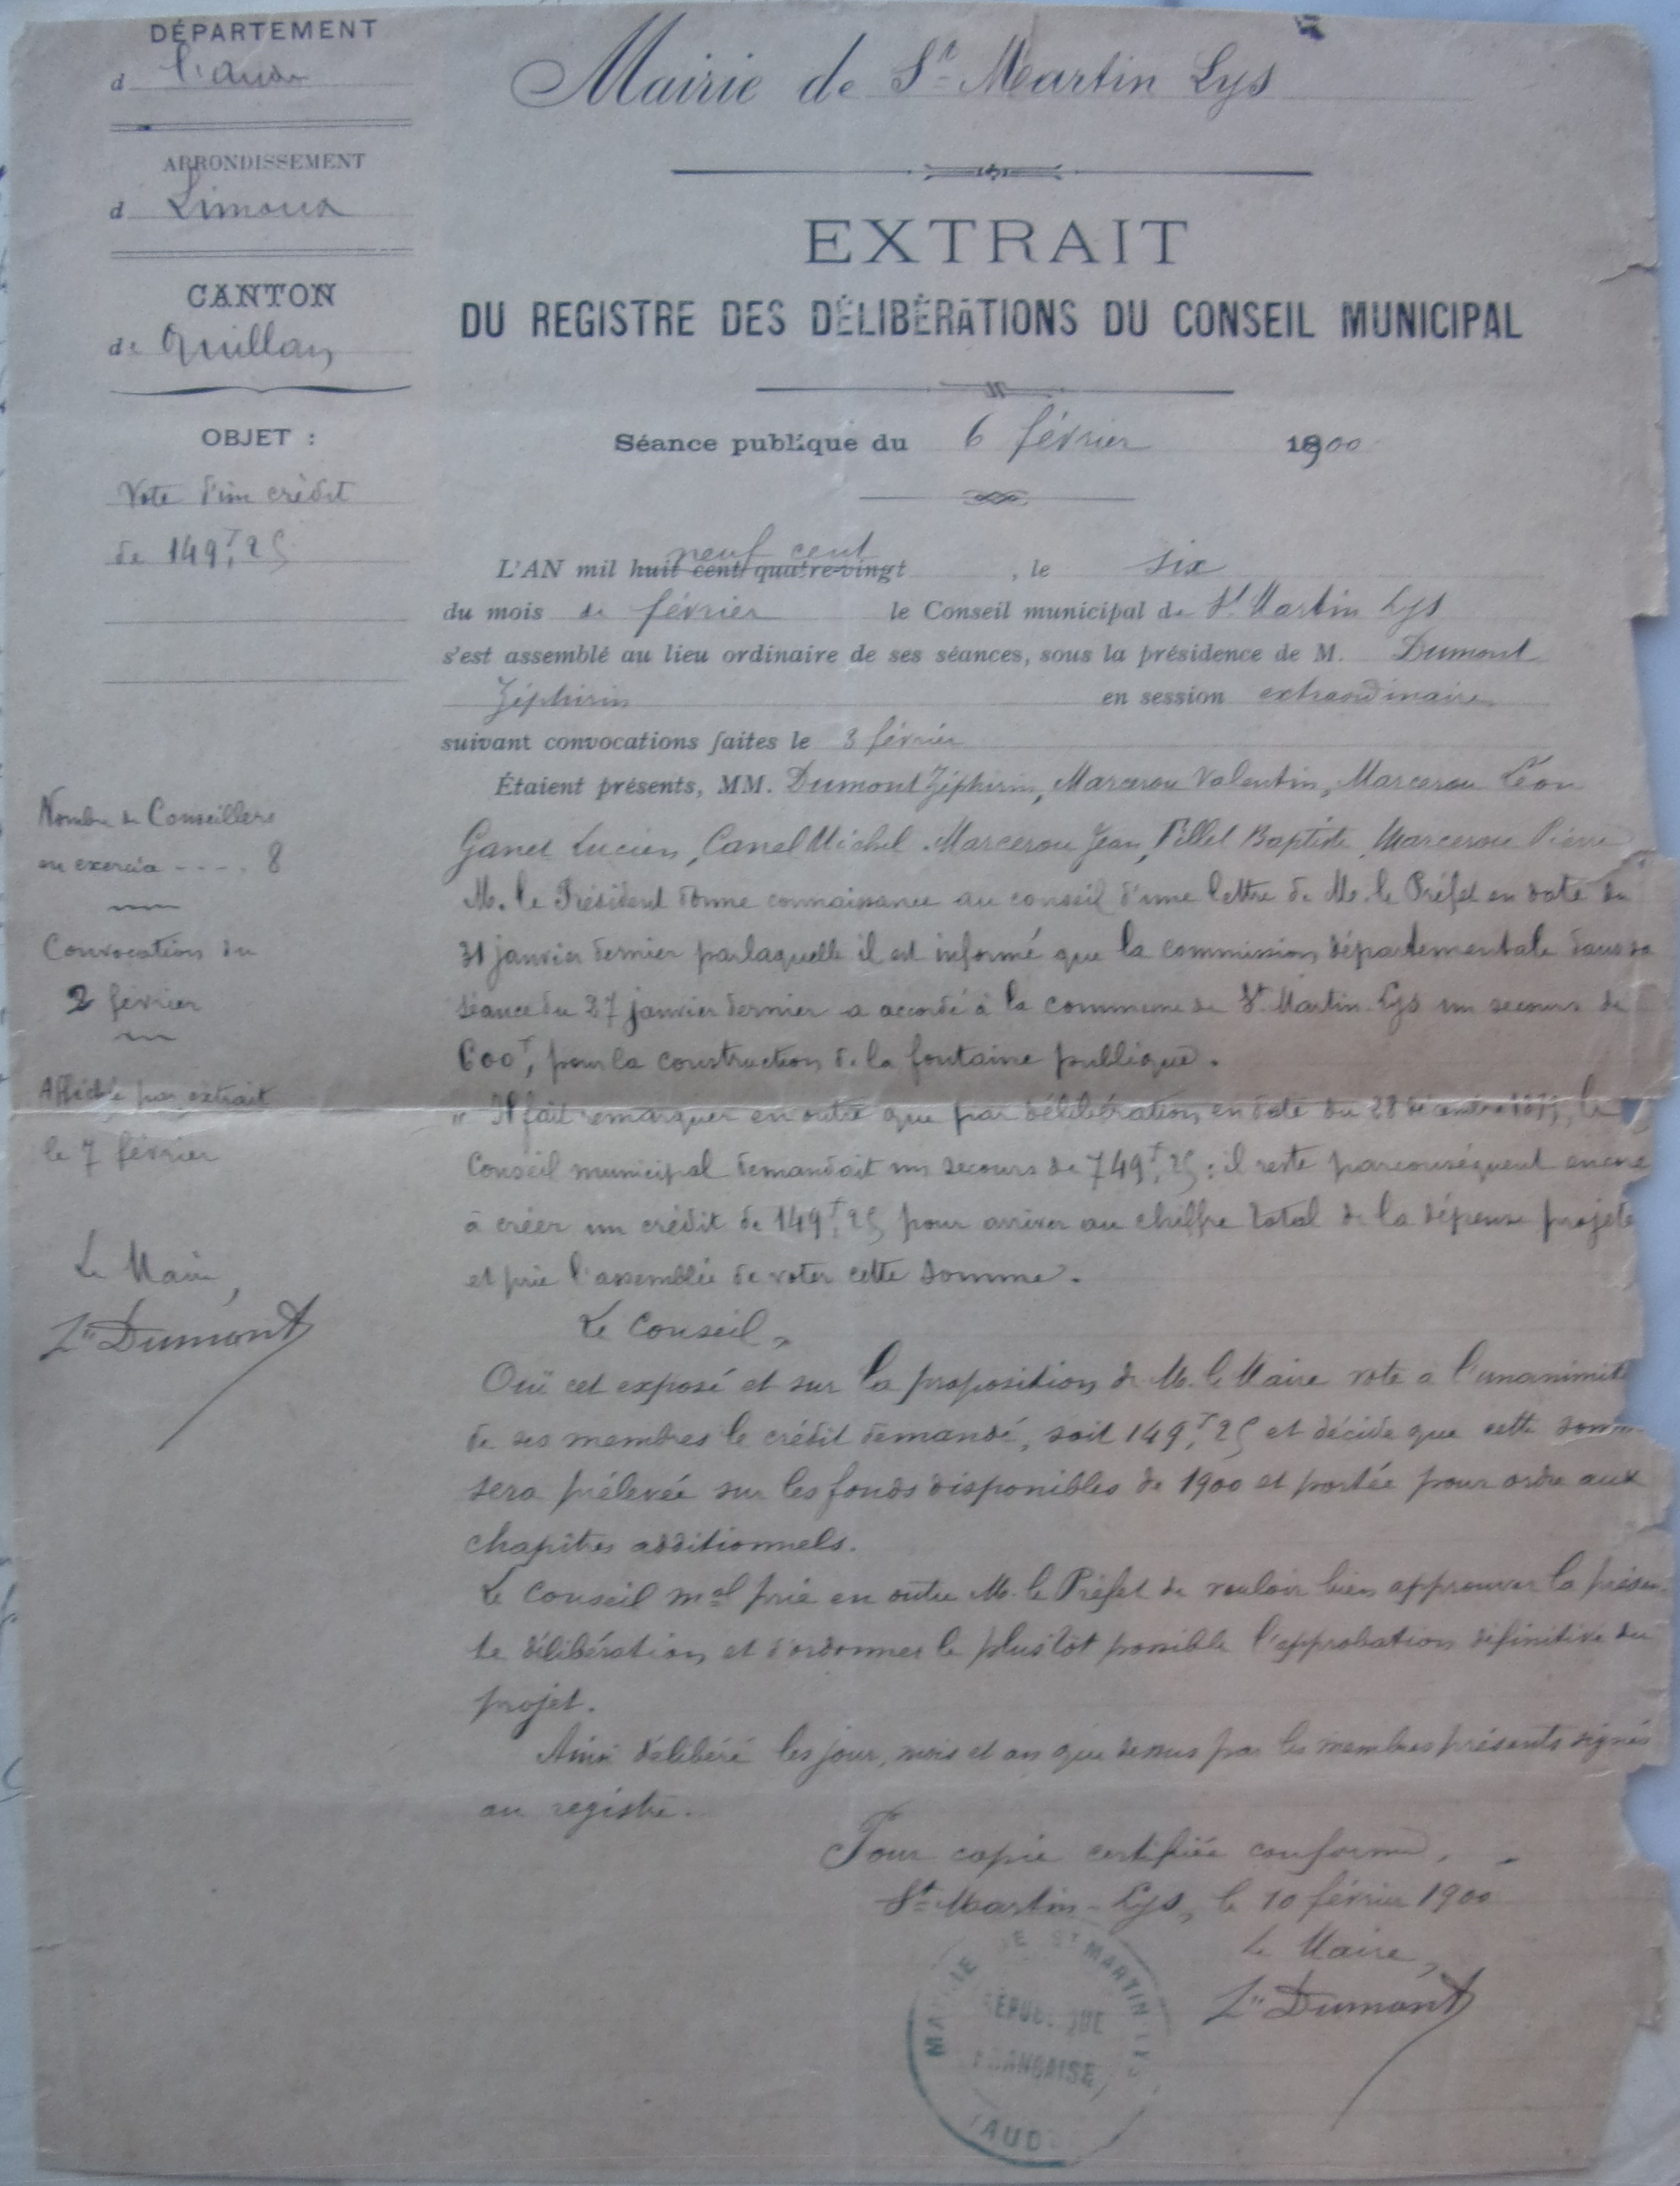 DÉPARTEMENT
d l'aude
ARRONDISSEMENT
d Limoux
CANTON
de Quillan
OBJET :
Vote d'un crédit
de 149f,25
Nombre de Conseillers
en exercice - - - . 8
Convocation du
2 février
Affiché par extrait
le 7 février
Le Maire,
Zin Dumont
Mairie de St Martin Lys
EXTRAIT
DU REGISTRE DES DÉLIBÉRATIONS DU CONSEIL MUNICIPAL
Séance publique du 6 février 1900
L'AN mil huit cent quatre-vingt neuf cent, le six
du mois de février le Conseil municipal de St Martin Lys
s'est assemblé au lieu ordinaire de ses séances, sous la présidence de M. Dumont
Zéphirin en session extraordinaire
suivant convocations faites le 3 février
Étaient présents, MM. Dumont Zéphirin, Marcerou Valentin, Marcerou Léon
Lucien, Canel Michel. Marcerou Jean, Baptiste, Marcerou Pierre
M. le Président donne connaissance au conseil d'une lettre de M. le Préfet en date du
31 janvier dernier par laquelle il est informé que la commission départementale dans sa
séance du 27 janvier dernier a accordé à la commune de St Martin-Lys un secours de
600f, pour la construction de la fontaine publique.
" Il fait remarquer en outre que par délibération en date du 28 décembre le
Conseil municipal demandait un secours de 749f,25 : il reste par conséquent encore
à créer un crédit de 149f,25 pour arriver au chiffre total de la dépense projeté
et prie l'assemblée de voter cette somme.
Le Conseil,
Ouï cet exposé et sur la proposition de M. le Maire vote à l'unanimité
de ses membres le crédit demandé, soit 149f,25 et décide que cette somm
sera prélevée sur les fonds disponibles de 1900 et portée pour ordre aux
chapitres additionnels.
Le Conseil mal prie en outre M. le Préfet de vouloir bien approuver la présen
te délibération et d'ordonner le plus tôt possible l'approbation définitive du
projet.
Ainsi délibéré les jour, mois et an que dessus par les membres présents signés
au registre.
Pour copie certifiée conforme,
St Martin-Lys, le 10 février 1900
Le Maire,
Zin Dumont
MAIRIE DE ST MARTIN LYS
RÉPUBLIQUE
FRANÇAISE
(AUDE